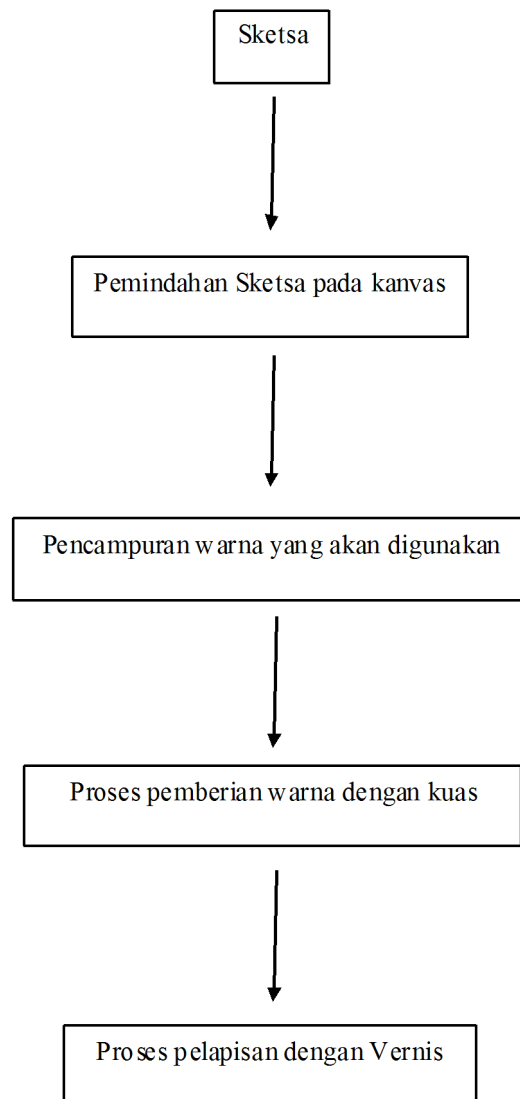 Sketsa
Pemindahan Sketsa pada kanvas
Pencampuran warna yang akan digunakan
Proses pemberian warna dengan kuas
Proses pelapisan dengan Vernis